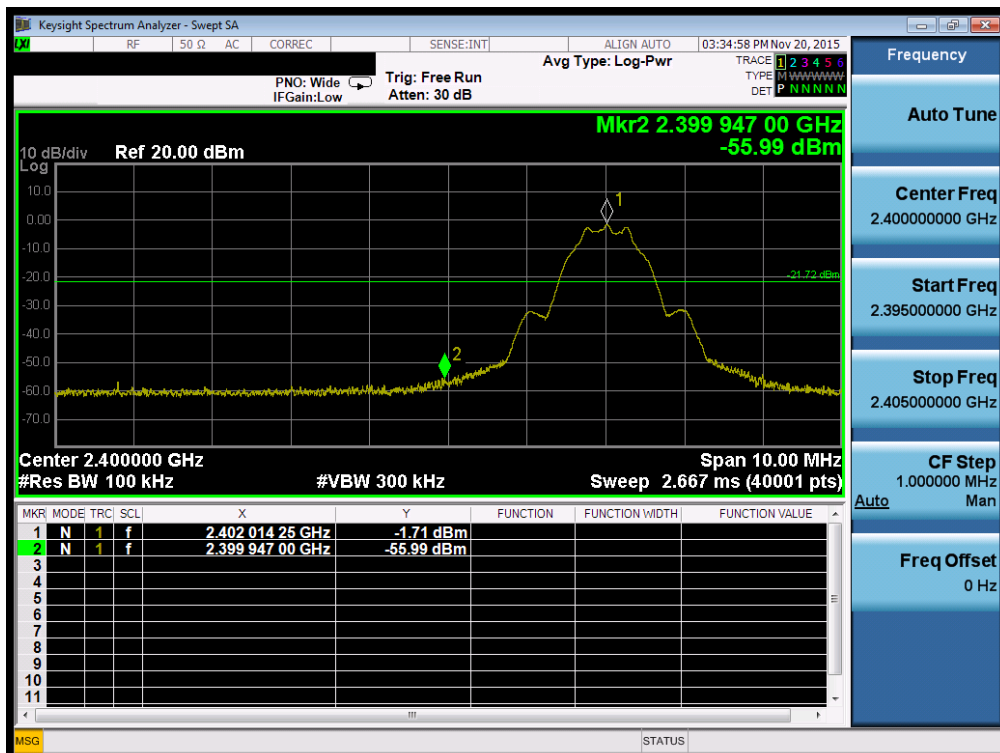 Keysight Spectrum Analyzer - Swept SA
LXI RF 50 Ω AC CORREC SENSE:INT ALIGN AUTO 03:34:58 PM Nov 20, 2015
Avg Type: Log-Pwr
PNO: Wide
IFGain:Low
Trig: Free Run
Atten: 30 dB
TRACE 1 2 3 4 5 6
TYPE M WWWWW
DET P N N N N N
Mkr2 2.399 947 00 GHz
-55.99 dBm
10 dB/div Ref 20.00 dBm
Log
10.0
0.00
-10.0
-20.0
-30.0
-40.0
-50.0
-60.0
-70.0
1
-21.72 dBm
2
Center 2.400000 GHz Span 10.00 MHz
#Res BW 100 kHz #VBW 300 kHz Sweep 2.667 ms (40001 pts)
MKR MODE TRC SCL X Y FUNCTION FUNCTION WIDTH FUNCTION VALUE
1 N 1 f 2.402 014 25 GHz -1.71 dBm
2 N 1 f 2.399 947 00 GHz -55.99 dBm
3
4
5
6
7
8
9
10
11
MSG STATUS
Frequency
Auto Tune
Center Freq
2.400000000 GHz
Start Freq
2.395000000 GHz
Stop Freq
2.405000000 GHz
CF Step
1.000000 MHz
Auto Man
Freq Offset
0 Hz